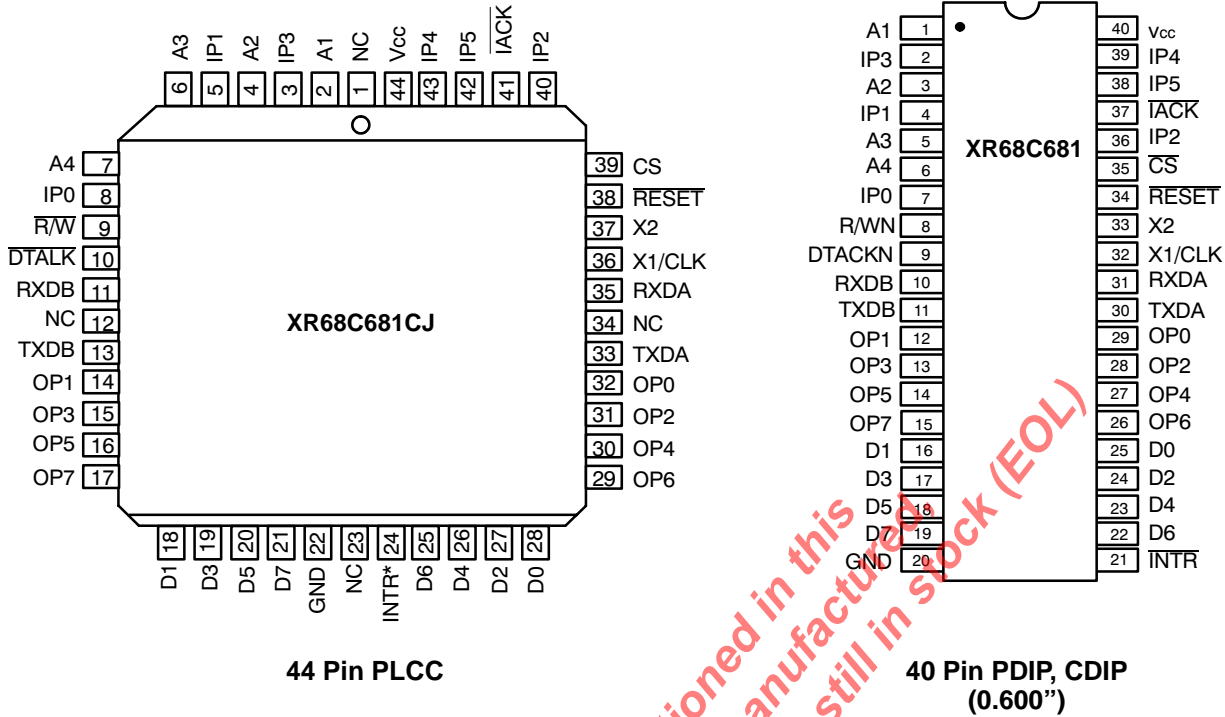 A3 IP1 A2 IP3 A1 NC Vcc IP4 IP5 IACK IP2
6 5 4 3 2 1 44 43 42 41 40
A4 7
IP0 8
R/W 9
DTALK 10
RXDB 11
NC 12
TXDB 13
OP1 14
OP3 15
OP5 16
OP7 17
XR68C681CJ
39 CS
38 RESET
37 X2
36 X1/CLK
35 RXDA
34 NC
33 TXDA
32 OP0
31 OP2
30 OP4
29 OP6
18 19 20 21 22 23 24 25 26 27 28
D1 D3 D5 D7 GND NC INTR* D6 D4 D2 D0
44 Pin PLCC
A1 1
IP3 2
A2 3
IP1 4
A3 5
A4 6
IP0 7
R/WN 8
DTACKN 9
RXDB 10
TXDB 11
OP1 12
OP3 13
OP5 14
OP7 15
D1 16
D3 17
D5 18
D7 19
GND 20
XR68C681
40 Vcc
39 IP4
38 IP5
37 IACK
36 IP2
35 CS
34 RESET
33 X2
32 X1/CLK
31 RXDA
30 TXDA
29 OP0
28 OP2
27 OP4
26 OP6
25 D0
24 D2
23 D4
22 D6
21 INTR
40 Pin PDIP, CDIP
(0.600”)
in this
still in stock (EOL)